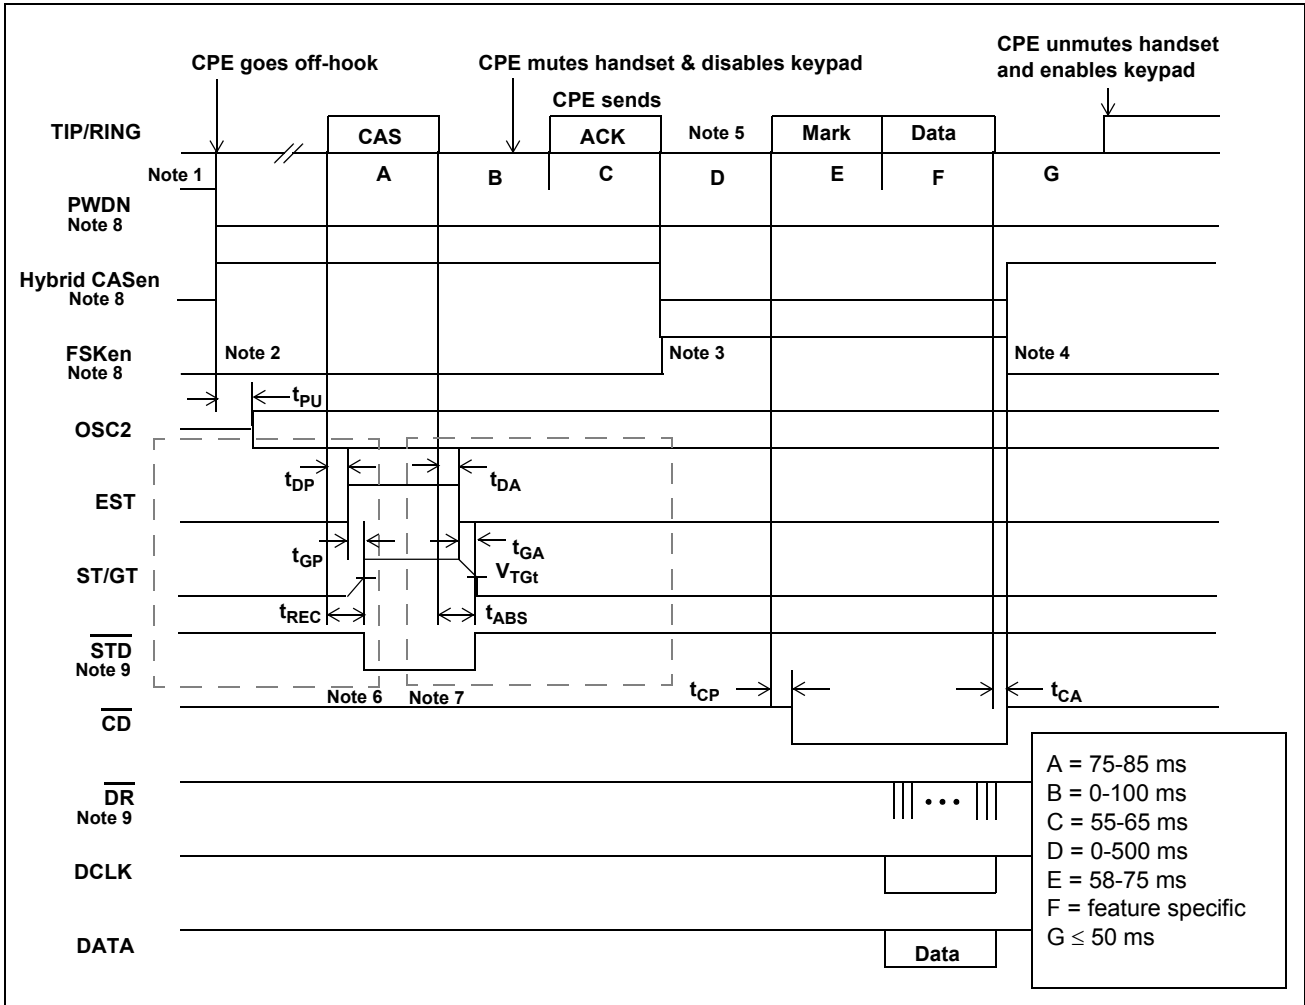 CPE goes off-hook
CPE mutes handset & disables keypad
CPE unmutes handset
and enables keypad
CPE sends
TIP/RING
CAS
ACK
Note 5
Mark
Data
Note 1
A
B
C
D
E
F
G
PWDN
Note 8
Hybrid CASen
Note 8
FSKen
Note 8
Note 2
Note 3
Note 4
tPU
OSC2
tDP
tDA
EST
tGP
tGA
ST/GT
VTGt
tREC
tABS
STD
Note 9
Note 6
Note 7
tCP
tCA
CD
DR
Note 9
• • •
DCLK
DATA
Data
A = 75-85 ms
B = 0-100 ms
C = 55-65 ms
D = 0-500 ms
E = 58-75 ms
F = feature specific
G ≤ 50 ms